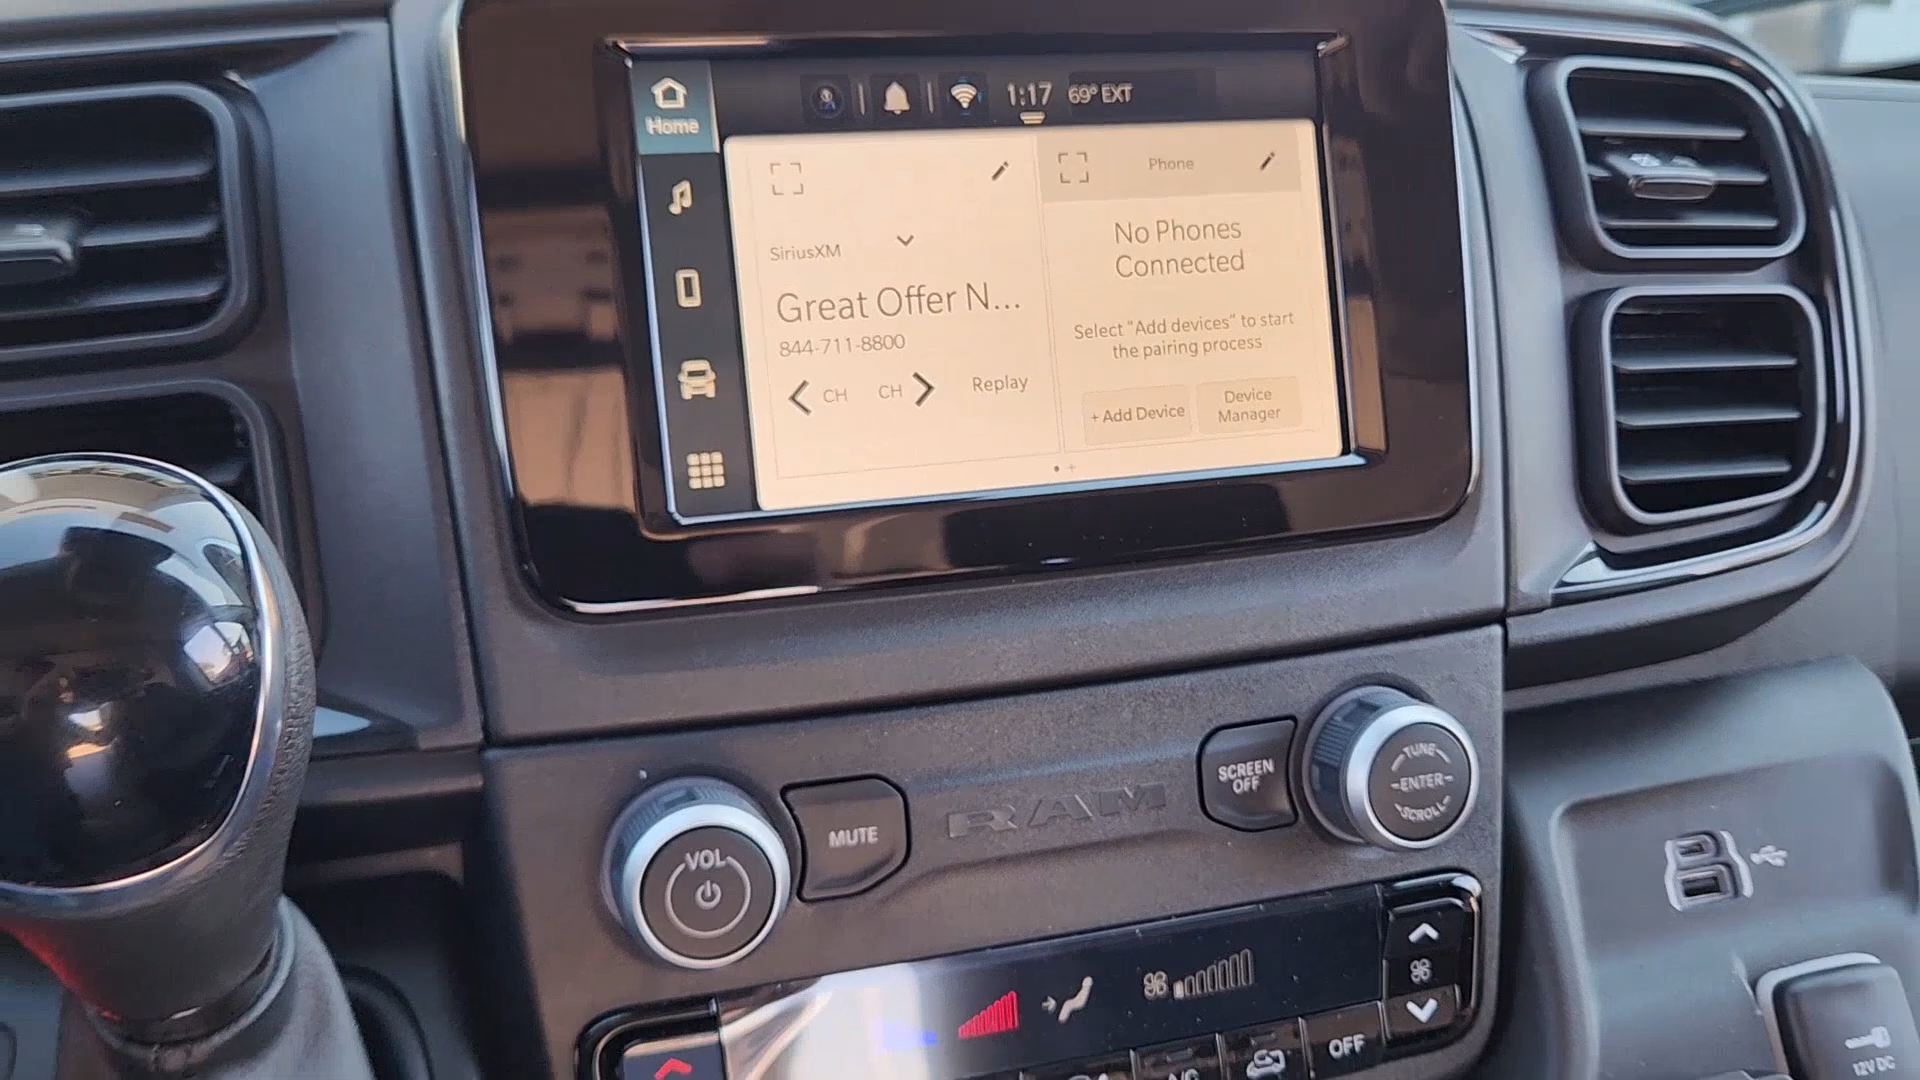 Home
1:17 69° EXT
SiriusXM
Great Offer N...
844-711-8800
CH CH Replay
Phone
No Phones
Connected
Select "Add devices" to start
the pairing process
+ Add Device
Device
Manager
VOL
MUTE
RAM
SCREEN
OFF
TUNE
ENTER
SCROLL
OFF
A/C
12V DC